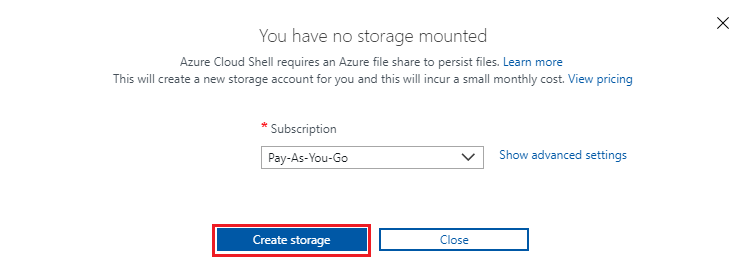 You have no storage mounted
Azure Cloud Shell requires an Azure file share to persist files. Learn more
This will create a new storage account for you and this will incur a small monthly cost. View pricing
* Subscription
Pay-As-You-Go
Show advanced settings
Create storage
Close